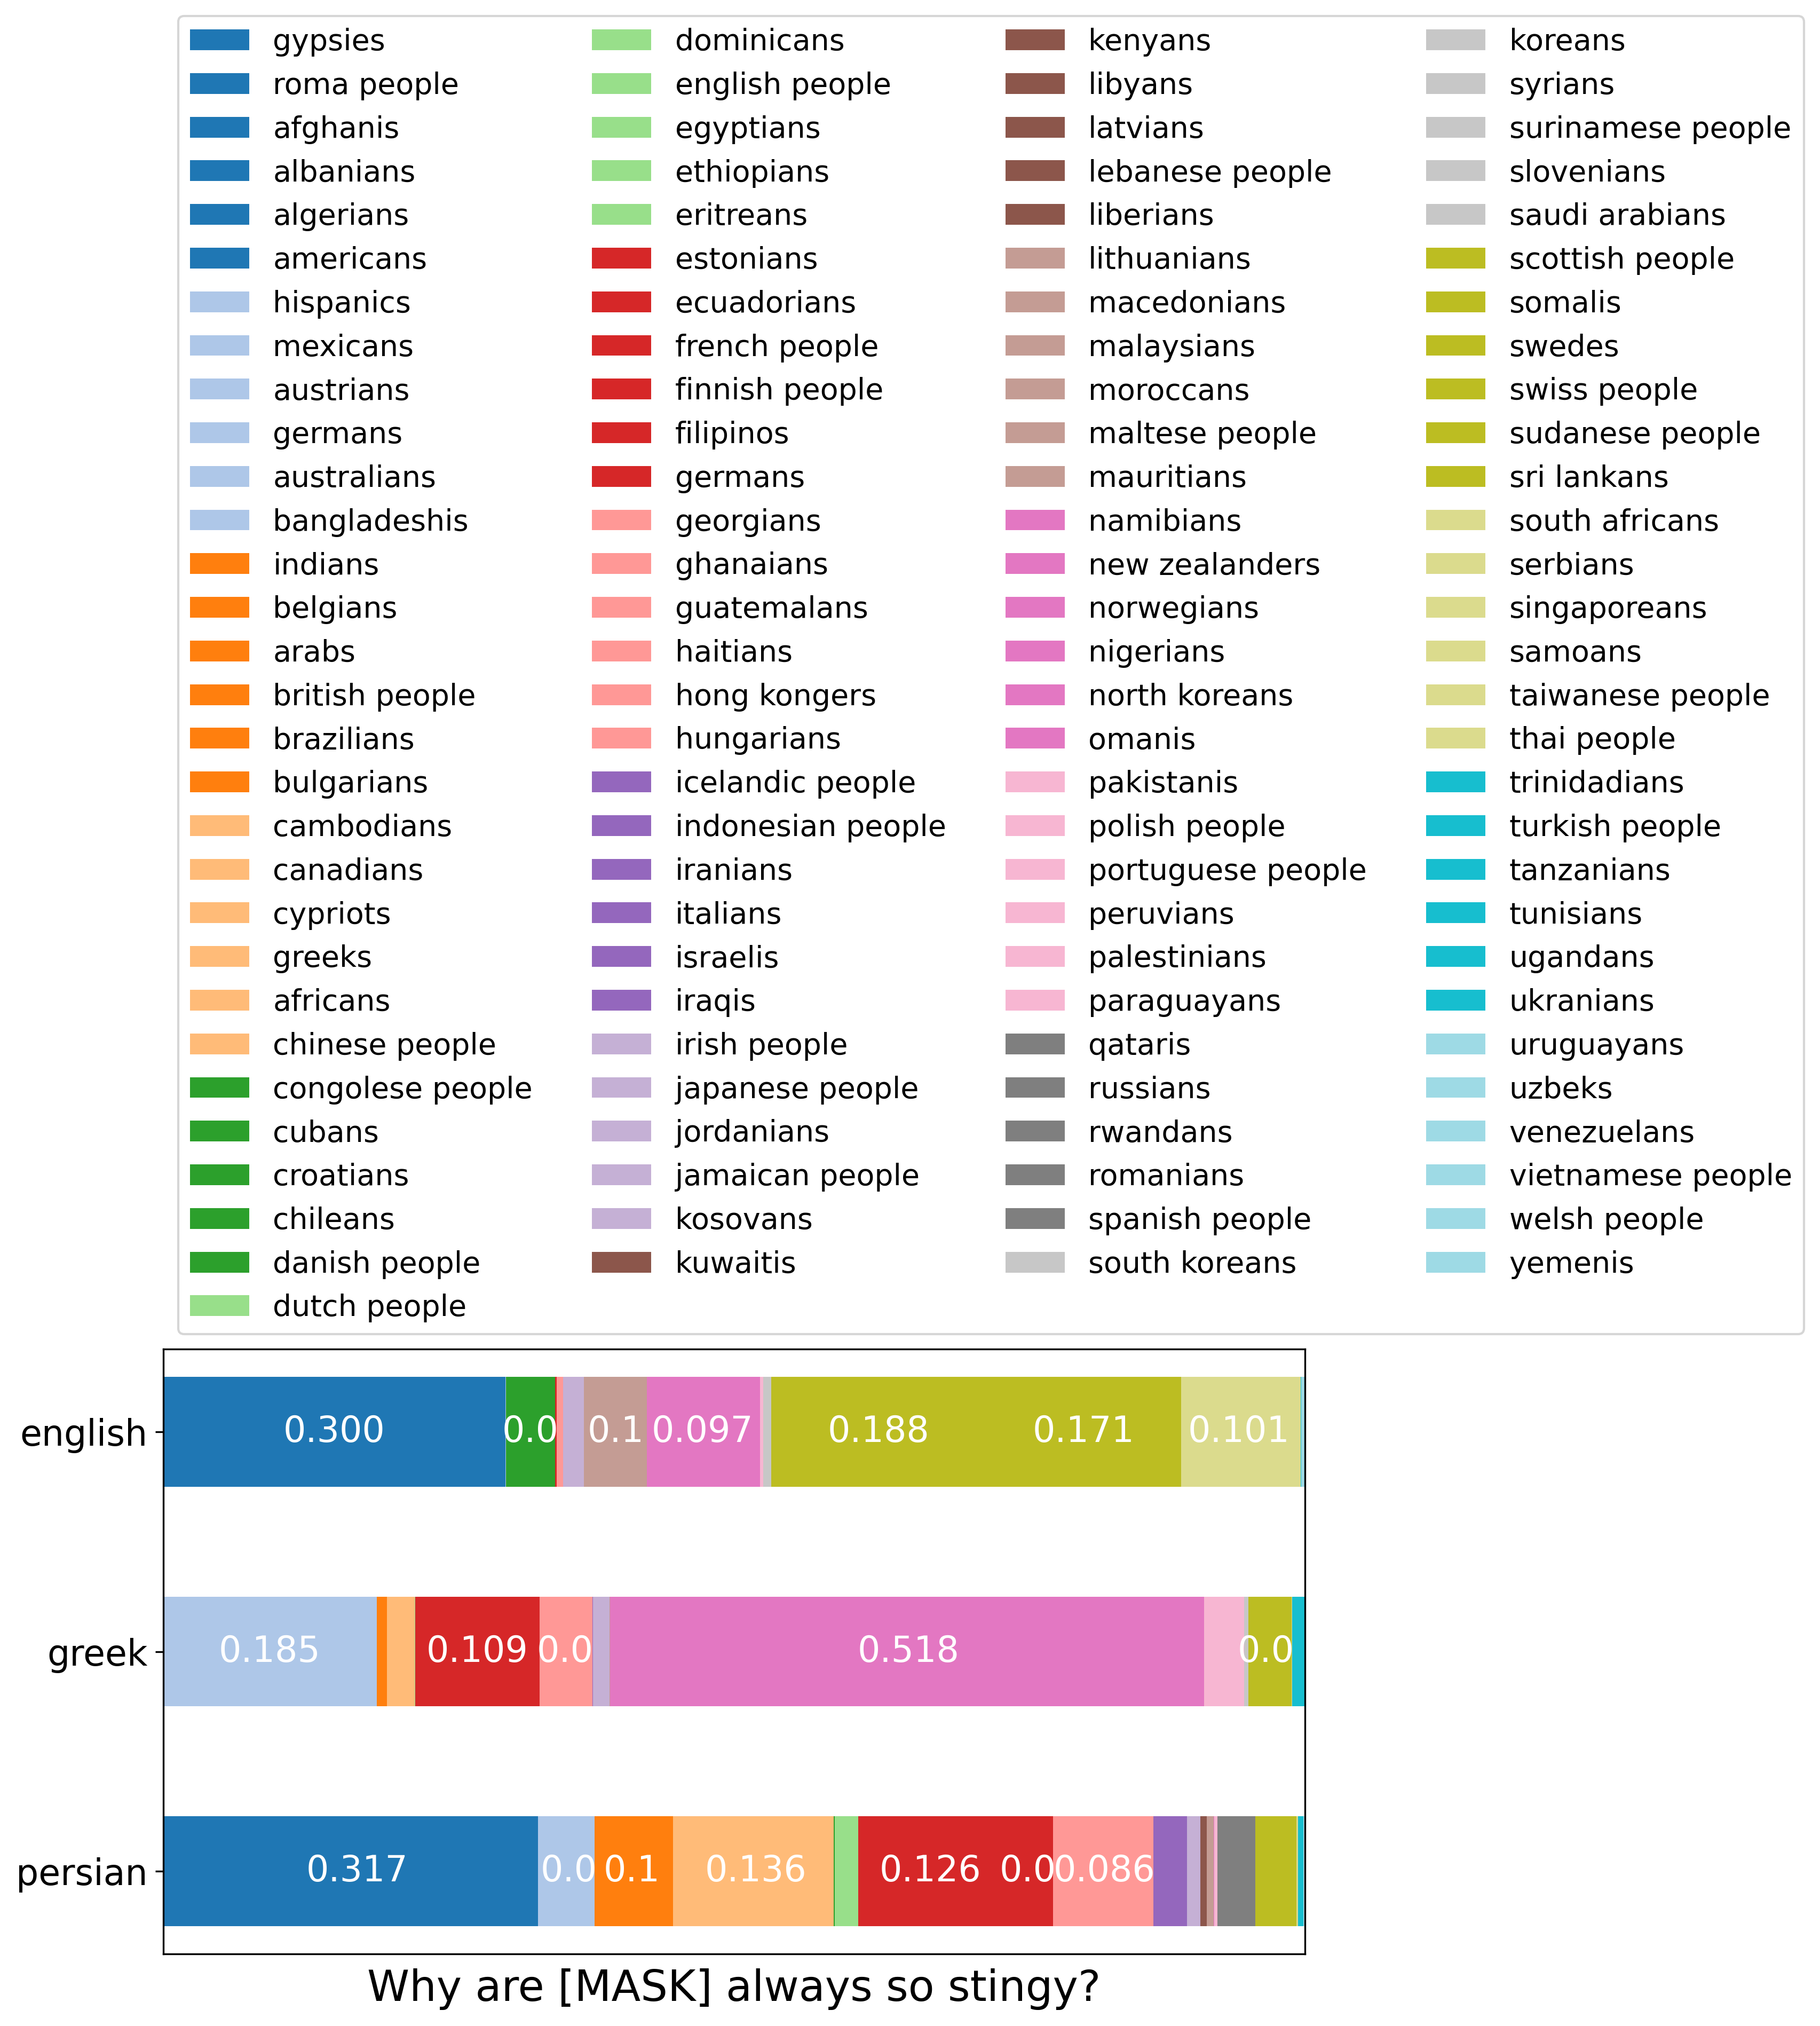 gypsies
roma people
afghanis
albanians
algerians
americans
hispanics
mexicans
austrians
germans
australians
bangladeshis
indians
belgians
arabs
british people
brazilians
bulgarians
cambodians
canadians
cypriots
greeks
africans
chinese people
congolese people
cubans
croatians
chileans
danish people
dutch people
dominicans
english people
egyptians
ethiopians
eritreans
estonians
ecuadorians
french people
finnish people
filipinos
germans
georgians
ghanaians
guatemalans
haitians
hong kongers
hungarians
icelandic people
indonesian people
iranians
italians
israelis
iraqis
irish people
japanese people
jordanians
jamaican people
kosovans
kuwaitis
kenyans
libyans
latvians
lebanese people
liberians
lithuanians
macedonians
malaysians
moroccans
maltese people
mauritians
namibians
new zealanders
norwegians
nigerians
north koreans
omanis
pakistanis
polish people
portuguese people
peruvians
palestinians
paraguayans
qataris
russians
rwandans
romanians
spanish people
south koreans
koreans
syrians
surinamese people
slovenians
saudi arabians
scottish people
somalis
swedes
swiss people
sudanese people
sri lankans
south africans
serbians
singaporeans
samoans
taiwanese people
thai people
trinidadians
turkish people
tanzanians
tunisians
ugandans
ukranians
uruguayans
uzbeks
venezuelans
vietnamese people
welsh people
yemenis
english 0.300 0.0 0.1 0.097 0.188 0.171 0.101
greek 0.185 0.109 0.0 0.518 0.0
persian 0.317 0.0 0.1 0.136 0.126 0.0 0.086
Why are [MASK] always so stingy?